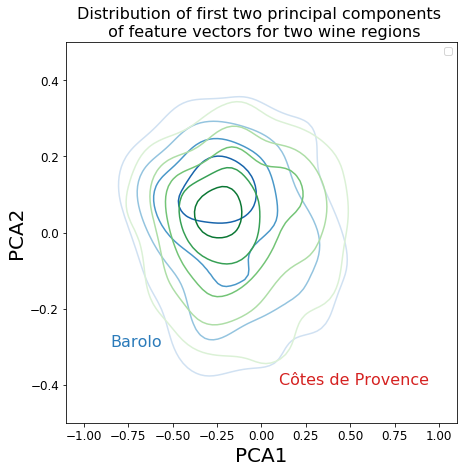 Distribution of first two principal components
of feature vectors for two wine regions
0.4
0.2
0.0
−0.2
−0.4
PCA2
Barolo
Côtes de Provence
−1.00 −0.75 −0.50 −0.25 0.00 0.25 0.50 0.75 1.00
PCA1